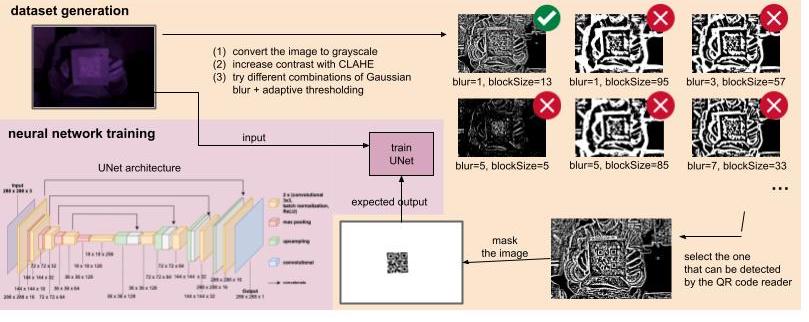 dataset generation
(1) convert the image to grayscale
(2) increase contrast with CLAHE
(3) try different combinations of Gaussian
blur + adaptive thresholding
blur=1, blockSize=13
blur=1, blockSize=95
blur=3, blockSize=57
blur=5, blockSize=5
blur=5, blockSize=85
blur=7, blockSize=33
...
neural network training
input
train
UNet
UNet architecture
expected output
Input
288 x 288 x 3
2 x (convolutional
3x3,
batch normalization,
ReLU)
max pooling
upsampling
convolutional
concatenate
18 x 18 x 256
72 x 72 x 32
18 x 18 x 128
72 x 72 x 64
144 x 144 x 32
36 x 36 x 64
36 x 36 x 128
144 x 144 x 16
288 x 288 x 16
72 x 72 x 64
36 x 36 x 128
144 x 144 x 32
288 x 288 x 16
Output
288 x 288 x 1
mask
the image
select the one
that can be detected
by the QR code reader